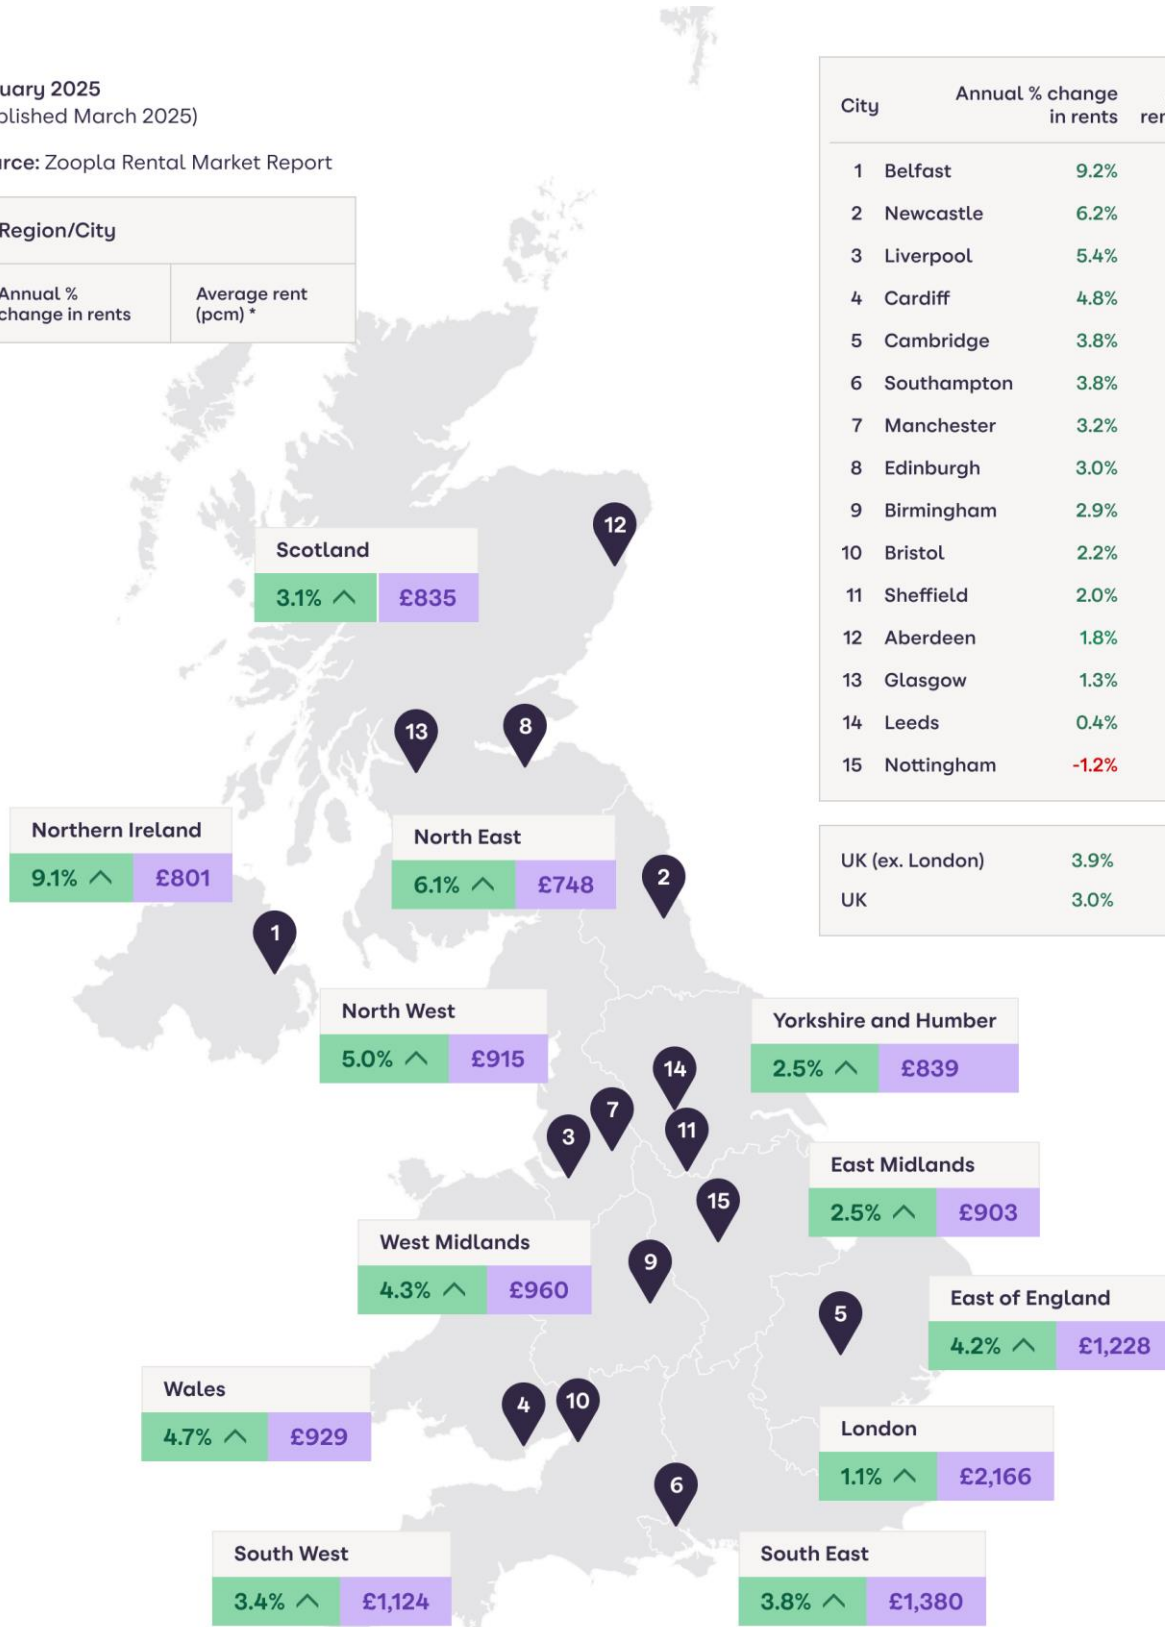 uary 2025
blished March 2025)
urce: Zoopla Rental Market Report
Region/City
Annual %
change in rents
Average rent
(pcm) *
City
Annual % change
in rents
ren
1 Belfast 9.2%
2 Newcastle 6.2%
3 Liverpool 5.4%
4 Cardiff 4.8%
5 Cambridge 3.8%
6 Southampton 3.8%
7 Manchester 3.2%
8 Edinburgh 3.0%
9 Birmingham 2.9%
10 Bristol 2.2%
11 Sheffield 2.0%
12 Aberdeen 1.8%
13 Glasgow 1.3%
14 Leeds 0.4%
15 Nottingham -1.2%
UK (ex. London) 3.9%
UK 3.0%
12
Scotland
3.1% £835
13
8
Northern Ireland
9.1% £801
North East
6.1% £748
2
1
North West
5.0% £915
Yorkshire and Humber
2.5% £839
14
7
3
11
East Midlands
2.5% £903
15
West Midlands
4.3% £960
9
East of England
4.2% £1,228
5
Wales
4.7% £929
4
10
London
1.1% £2,166
6
South West
3.4% £1,124
South East
3.8% £1,380